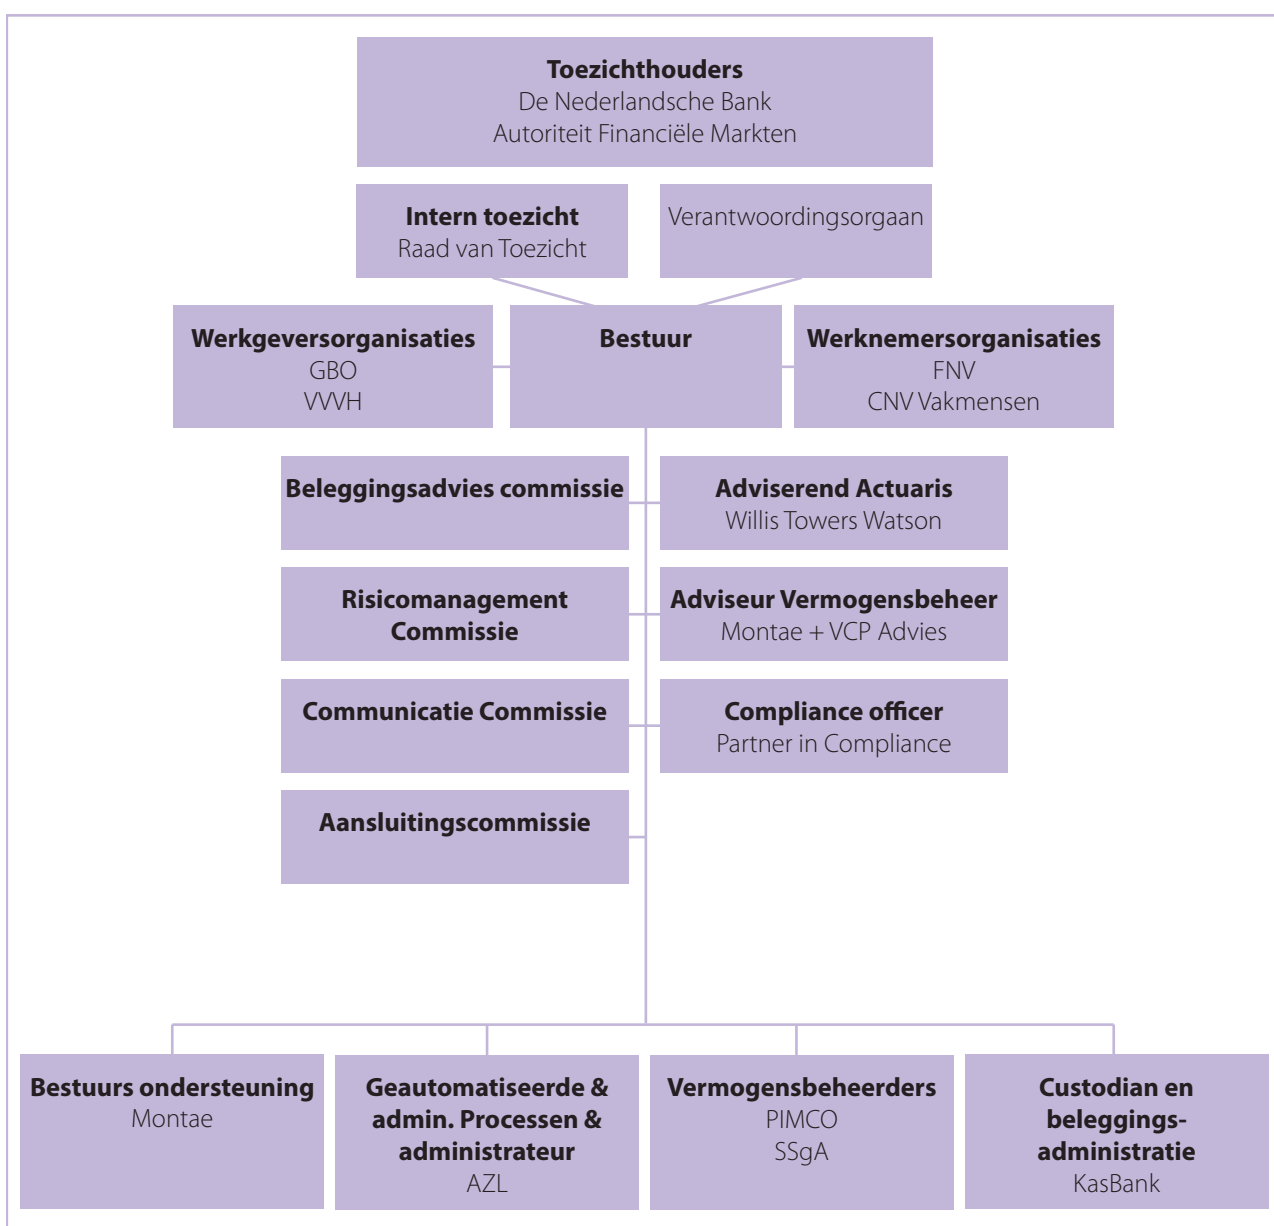 Toezichthouders
De Nederlandsche Bank
Autoriteit Financiële Markten
Intern toezicht
Raad van Toezicht
Verantwoordingsorgaan
Werkgeversorganisaties
GBO
VVVH
Bestuur
Werknemersorganisaties
FNV
CNV Vakmensen
Beleggingsadvies commissie
Adviserend Actuaris
Willis Towers Watson
Risicomanagement
Commissie
Adviseur Vermogensbeheer
Montae + VCP Advies
Communicatie Commissie
Compliance officer
Partner in Compliance
Aansluitingscommissie
Bestuurs ondersteuning
Montae
Geautomatiseerde &
admin. Processen &
administrateur
AZL
Vermogensbeheerders
PIMCO
SSgA
Custodian en
beleggings-
administratie
KasBank